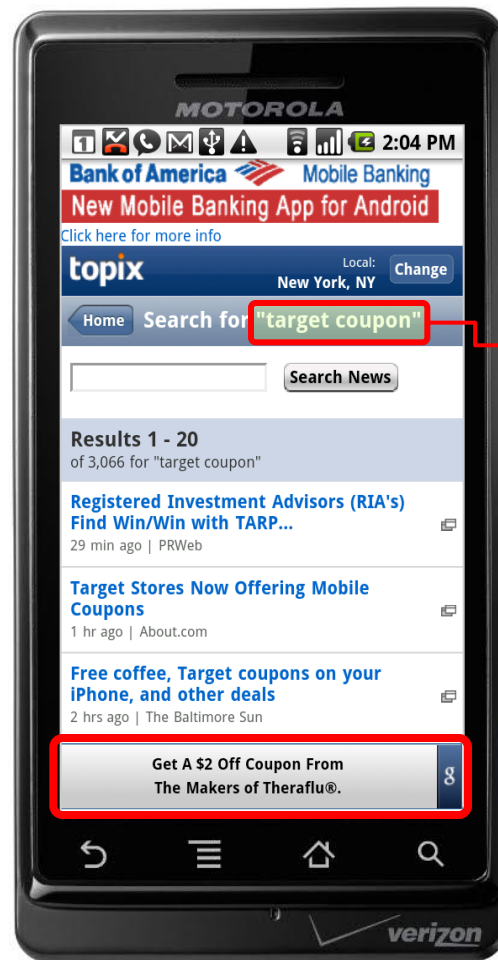 MOTOROLA
1 2:04 PM
Bank of America Mobile Banking
New Mobile Banking App for Android
Click here for more info
topix Local: New York, NY Change
Home Search for "target coupon"
Search News
Results 1 - 20
of 3,066 for "target coupon"
Registered Investment Advisors (RIA's)
Find Win/Win with TARP...
29 min ago | PRWeb
Target Stores Now Offering Mobile
Coupons
1 hr ago | About.com
Free coffee, Target coupons on your
iPhone, and other deals
2 hrs ago | The Baltimore Sun
Get A $2 Off Coupon From
The Makers of Theraflu®.
g
verizon